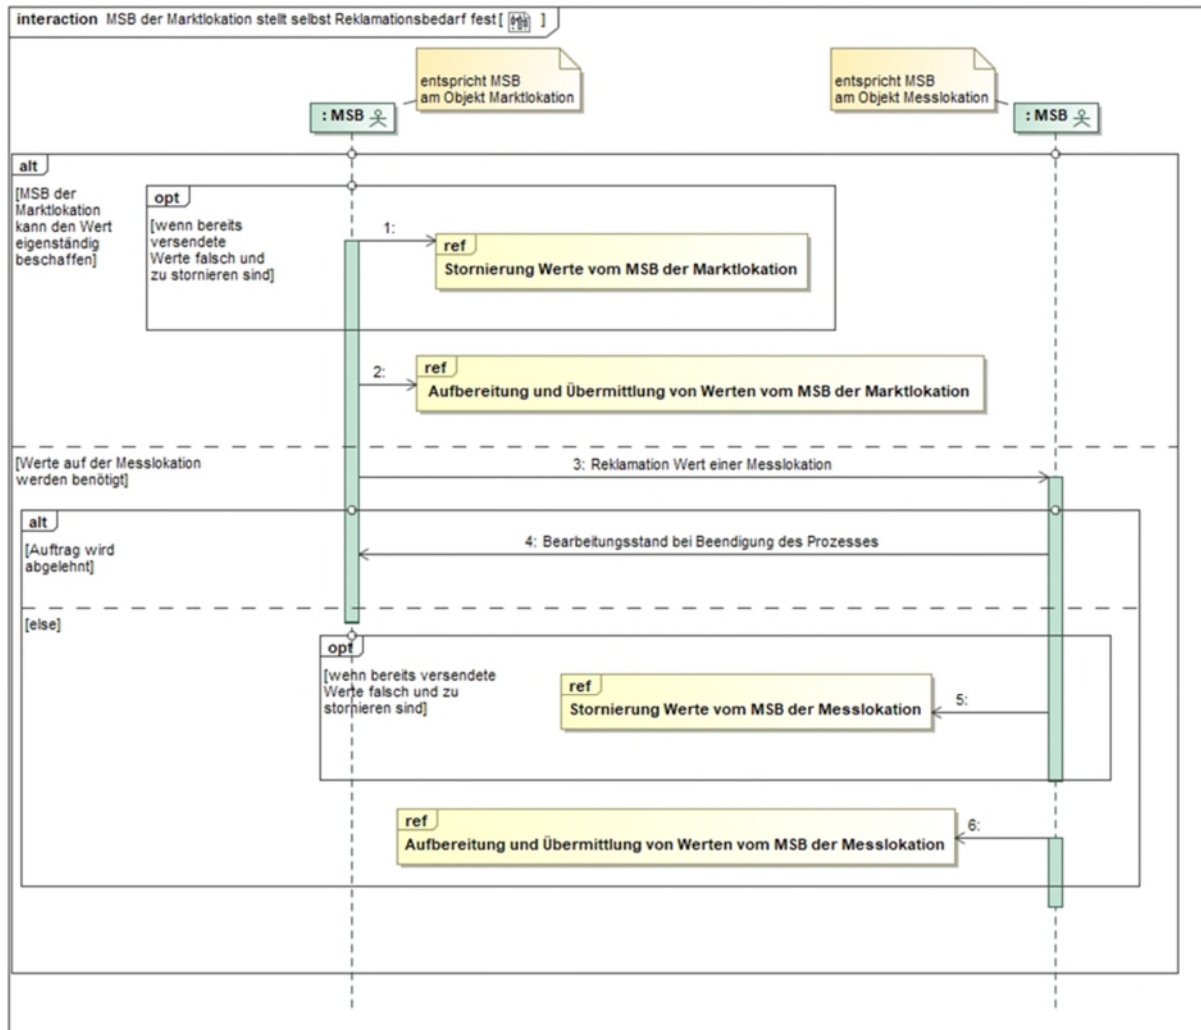 interaction MSB der Marktlokation stellt selbst Reklamationsbedarf fest [ ]
entspricht MSB
am Objekt Marktlokation
entspricht MSB
am Objekt Messlokation
: MSB
: MSB
alt
[MSB der
Marktlokation
kann den Wert
eigenständig
beschaffen]
opt
[wenn bereits
versendete
Werte falsch und
zu stornieren sind]
1:
ref
Stornierung Werte vom MSB der Marktlokation
2:
ref
Aufbereitung und Übermittlung von Werten vom MSB der Marktlokation
[Werte auf der Messlokation
werden benötigt]
3: Reklamation Wert einer Messlokation
alt
[Auftrag wird
abgelehnt]
4: Bearbeitungsstand bei Beendigung des Prozesses
[else]
opt
[wenn bereits versendete
Werte falsch und zu
stornieren sind]
ref
Stornierung Werte vom MSB der Messlokation
5:
ref
Aufbereitung und Übermittlung von Werten vom MSB der Messlokation
6: